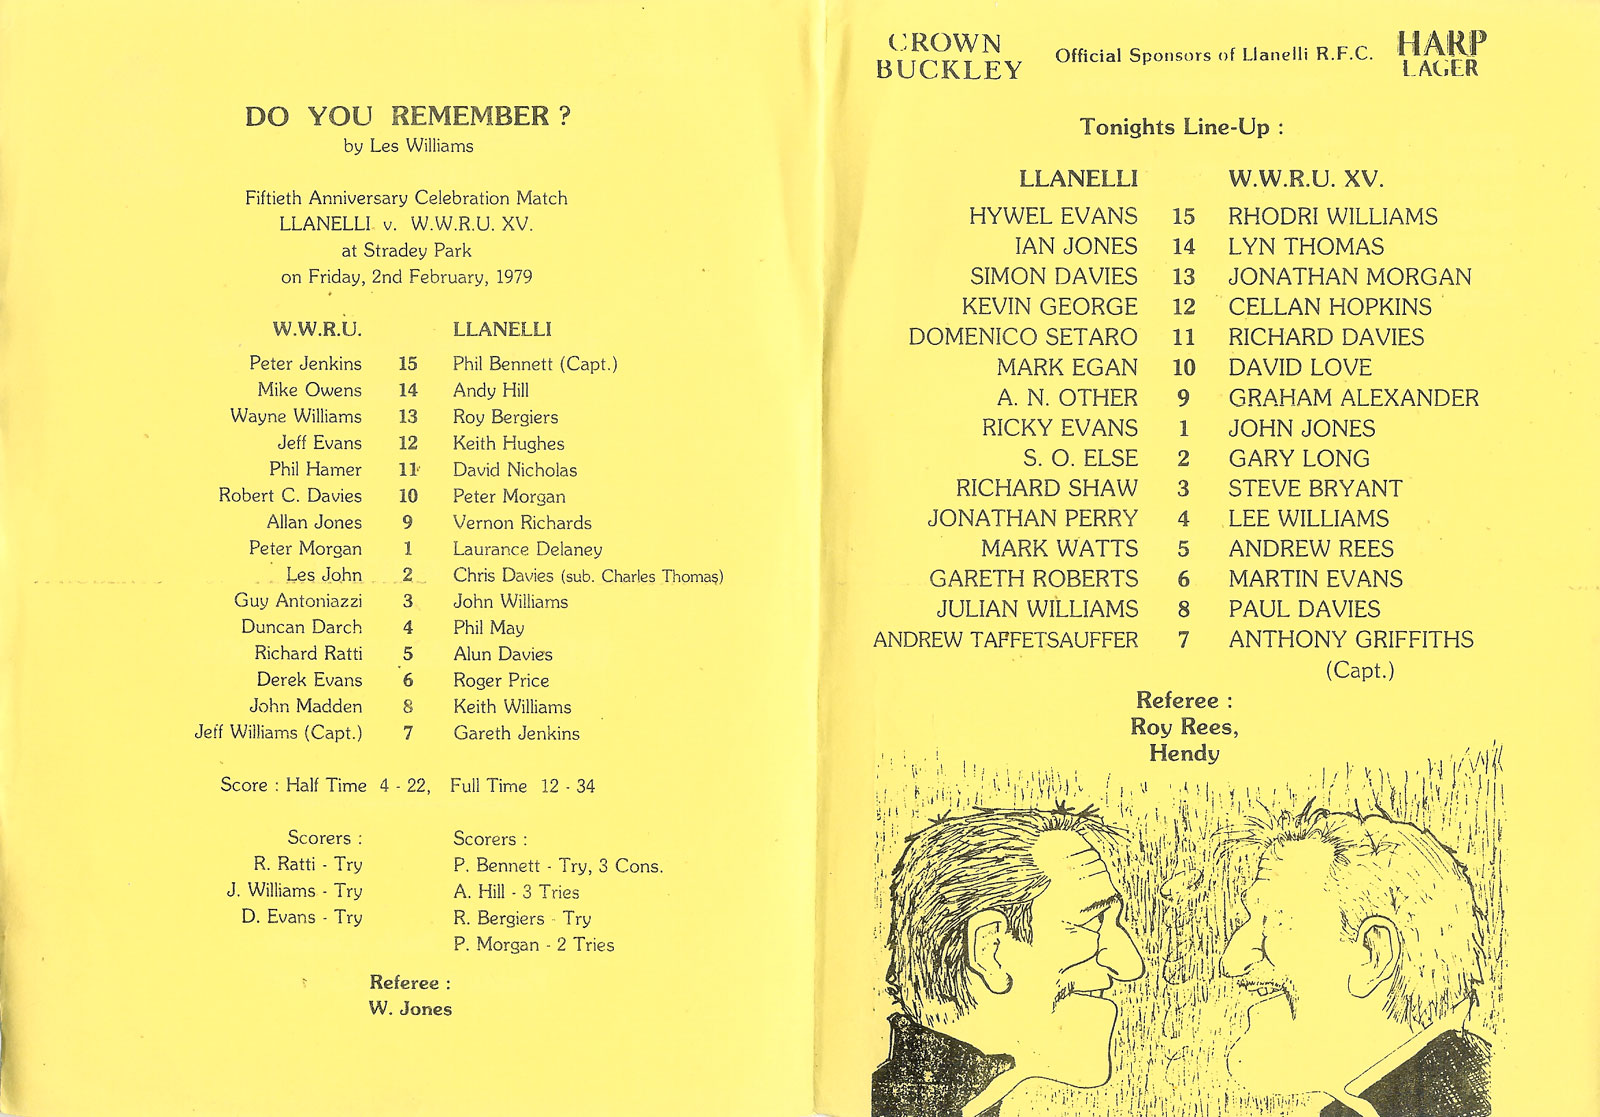 DO YOU REMEMBER ?
by Les Williams
Fiftieth Anniversary Celebration Match
LLANELLI v. W.W.R.U. XV.
at Stradey Park
on Friday, 2nd February, 1979
W.W.R.U. LLANELLI
Peter Jenkins 15 Phil Bennett (Capt.)
Mike Owens 14 Andy Hill
Wayne Williams 13 Roy Bergiers
Jeff Evans 12 Keith Hughes
Phil Hamer 11 David Nicholas
Robert C. Davies 10 Peter Morgan
Allan Jones 9 Vernon Richards
Peter Morgan 1 Laurance Delaney
Les John 2 Chris Davies (sub. Charles Thomas)
Guy Antoniazzi 3 John Williams
Duncan Darch 4 Phil May
Richard Ratti 5 Alun Davies
Derek Evans 6 Roger Price
John Madden 8 Keith Williams
Jeff Williams (Capt.) 7 Gareth Jenkins
Score : Half Time 4 - 22, Full Time 12 - 34
Scorers : Scorers :
R. Ratti - Try P. Bennett - Try, 3 Cons.
J. Williams - Try A. Hill - 3 Tries
D. Evans - Try R. Bergiers - Try
P. Morgan - 2 Tries
Referee :
W. Jones
CROWN
BUCKLEY
Official Sponsors of Llanelli R.F.C.
HARP
LAGER
Tonights Line-Up :
LLANELLI W.W.R.U. XV.
HYWEL EVANS 15 RHODRI WILLIAMS
IAN JONES 14 LYN THOMAS
SIMON DAVIES 13 JONATHAN MORGAN
KEVIN GEORGE 12 CELLAN HOPKINS
DOMENICO SETARO 11 RICHARD DAVIES
MARK EGAN 10 DAVID LOVE
A. N. OTHER 9 GRAHAM ALEXANDER
RICKY EVANS 1 JOHN JONES
S. O. ELSE 2 GARY LONG
RICHARD SHAW 3 STEVE BRYANT
JONATHAN PERRY 4 LEE WILLIAMS
MARK WATTS 5 ANDREW REES
GARETH ROBERTS 6 MARTIN EVANS
JULIAN WILLIAMS 8 PAUL DAVIES
ANDREW TAFFETSAUFFER 7 ANTHONY GRIFFITHS
(Capt.)
Referee :
Roy Rees,
Hendy